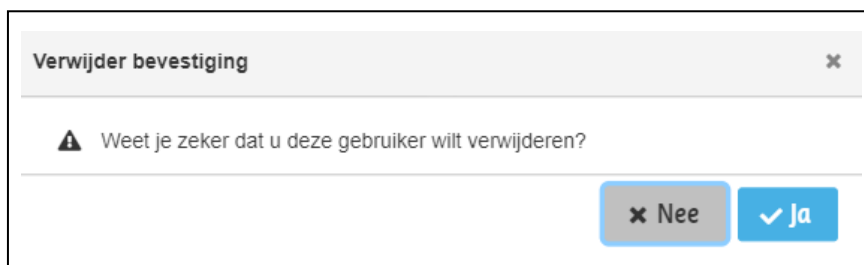 Verwijder bevestiging
Weet je zeker dat u deze gebruiker wilt verwijderen?
Nee Ja